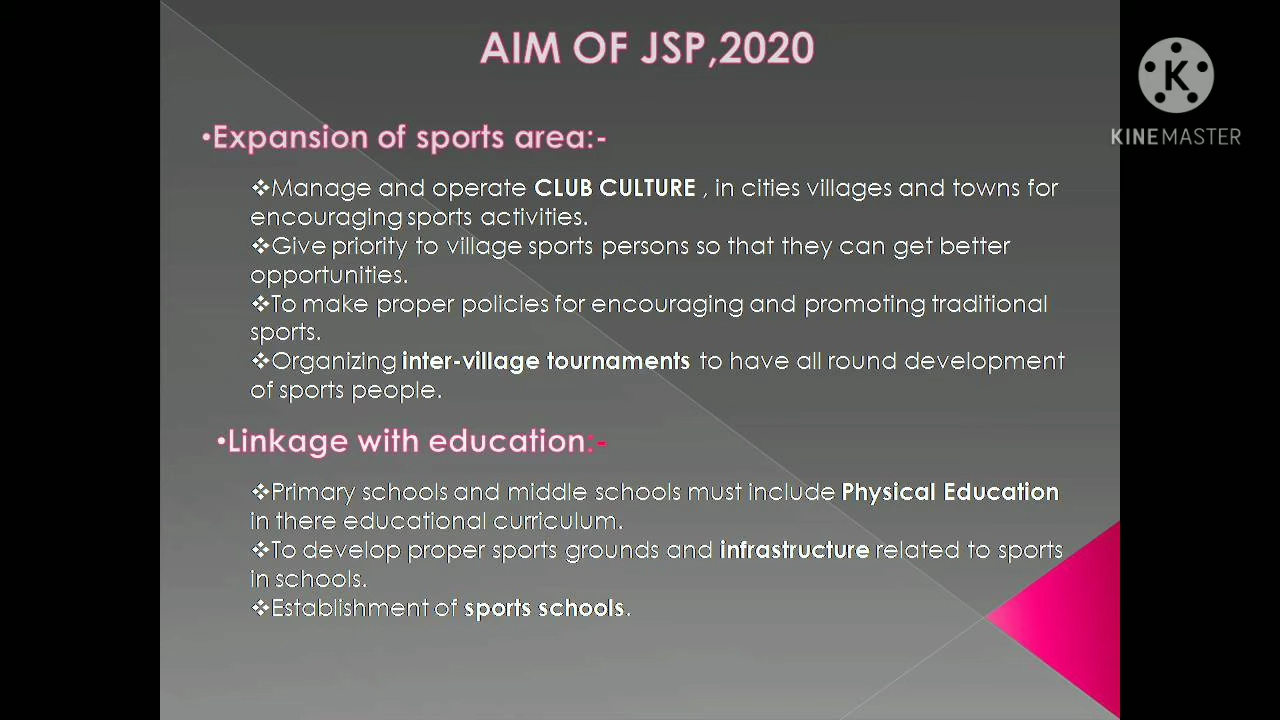 AIM OF JSP,2020
K
KINEMASTER
•Expansion of sports area:-
❖Manage and operate CLUB CULTURE , in cities villages and towns for
encouraging sports activities.
❖Give priority to village sports persons so that they can get better
opportunities.
❖To make proper policies for encouraging and promoting traditional
sports.
❖Organizing inter-village tournaments to have all round development
of sports people.
•Linkage with education:-
❖Primary schools and middle schools must include Physical Education
in there educational curriculum.
❖To develop proper sports grounds and infrastructure related to sports
in schools.
❖Establishment of sports schools.